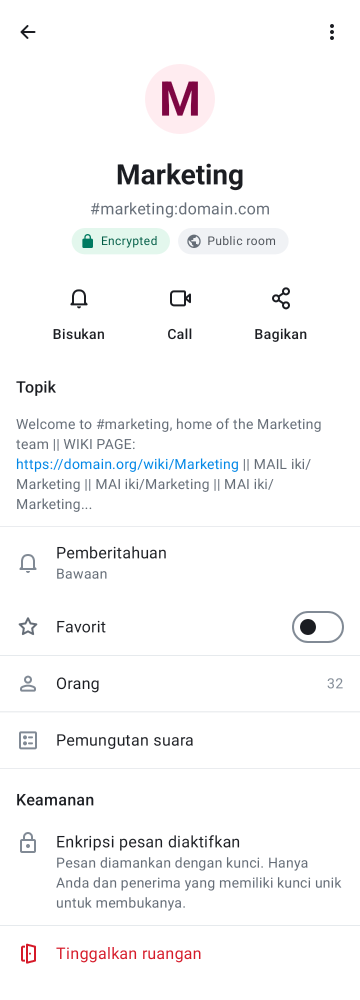 M
Marketing
#marketing:domain.com
Encrypted Public room
Bisukan Call Bagikan
Topik
Welcome to #marketing, home of the Marketing
team || WIKI PAGE:
https://domain.org/wiki/Marketing || MAIL iki/
Marketing || MAI iki/Marketing || MAI iki/
Marketing...
Pemberitahuan
Bawaan
Favorit
Orang 32
Pemungutan suara
Keamanan
Enkripsi pesan diaktifkan
Pesan diamankan dengan kunci. Hanya
Anda dan penerima yang memiliki kunci unik
untuk membukanya.
Tinggalkan ruangan